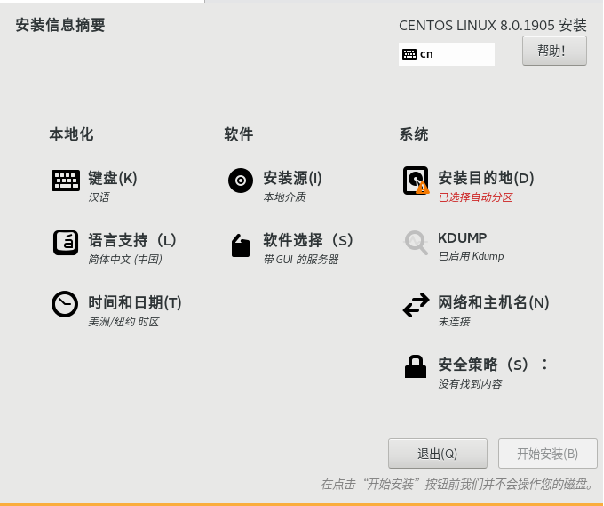 安装信息摘要
CENTOS LINUX 8.0.1905 安装
cn
帮助!
本地化
软件
系统
键盘(K)
汉语
安装源(I)
本地介质
安装目的地(D)
已选择自动分区
语言支持（L）
简体中文 (中国)
软件选择（S）
带 GUI 的服务器
KDUMP
已启用 Kdump
时间和日期(T)
美洲/纽约 时区
网络和主机名(N)
未连接
安全策略（S）：
没有找到内容
退出(Q)
开始安装(B)
在点击“开始安装”按钮前我们并不会操作您的磁盘。